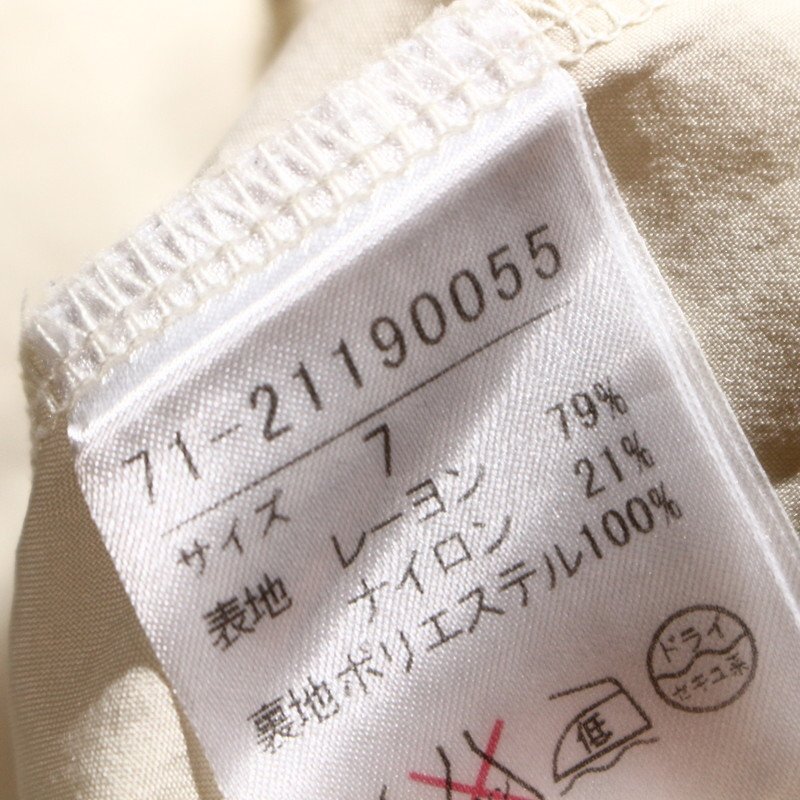 71-21190055
サイズ 7
表地 レーヨン 79%
ナイロン 21%
裏地ポリエステル100%
低
ドライ
セキユ系